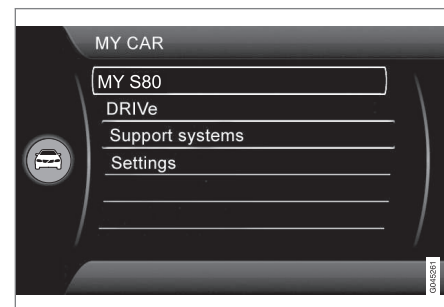 MY CAR
MY S80
DRIVe
Support systems
Settings
G045261